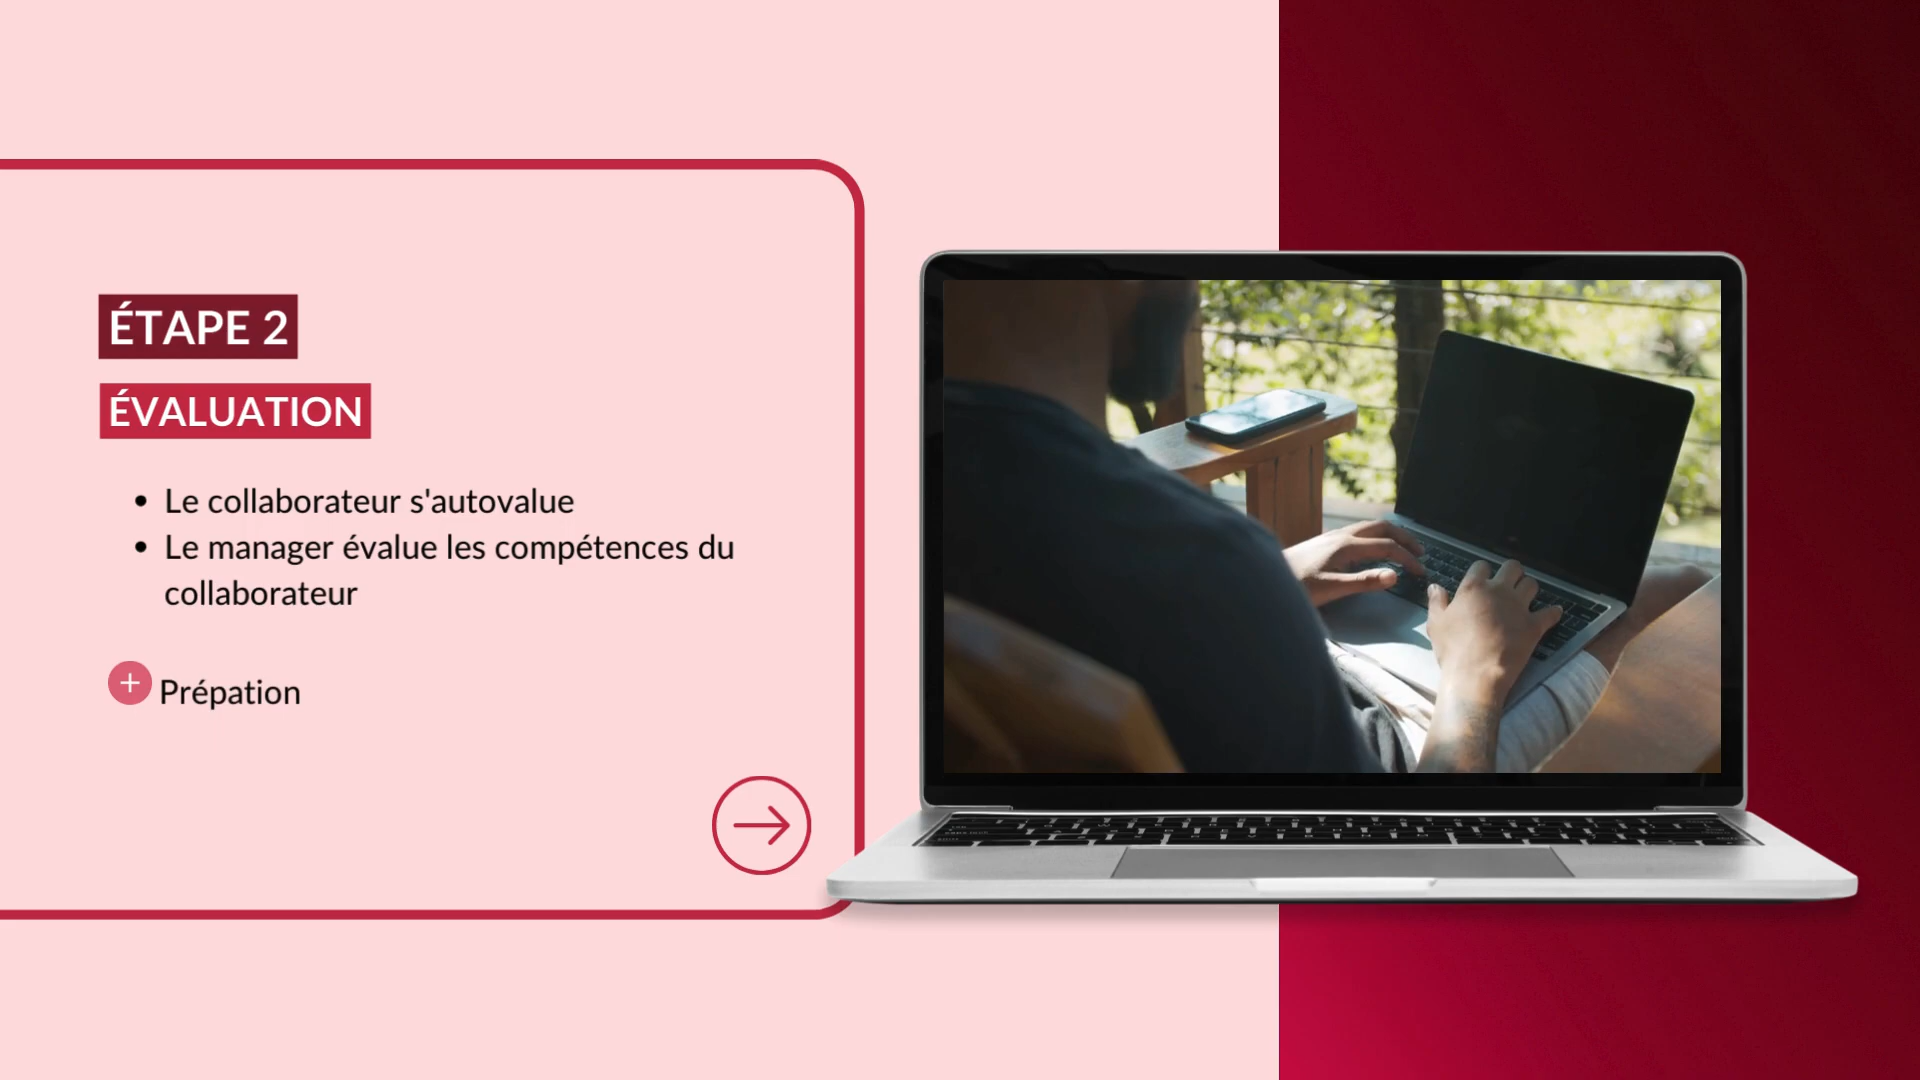 ÉTAPE 2
ÉVALUATION
• Le collaborateur s'autovalue
• Le manager évalue les compétences du
collaborateur
+ Prépation